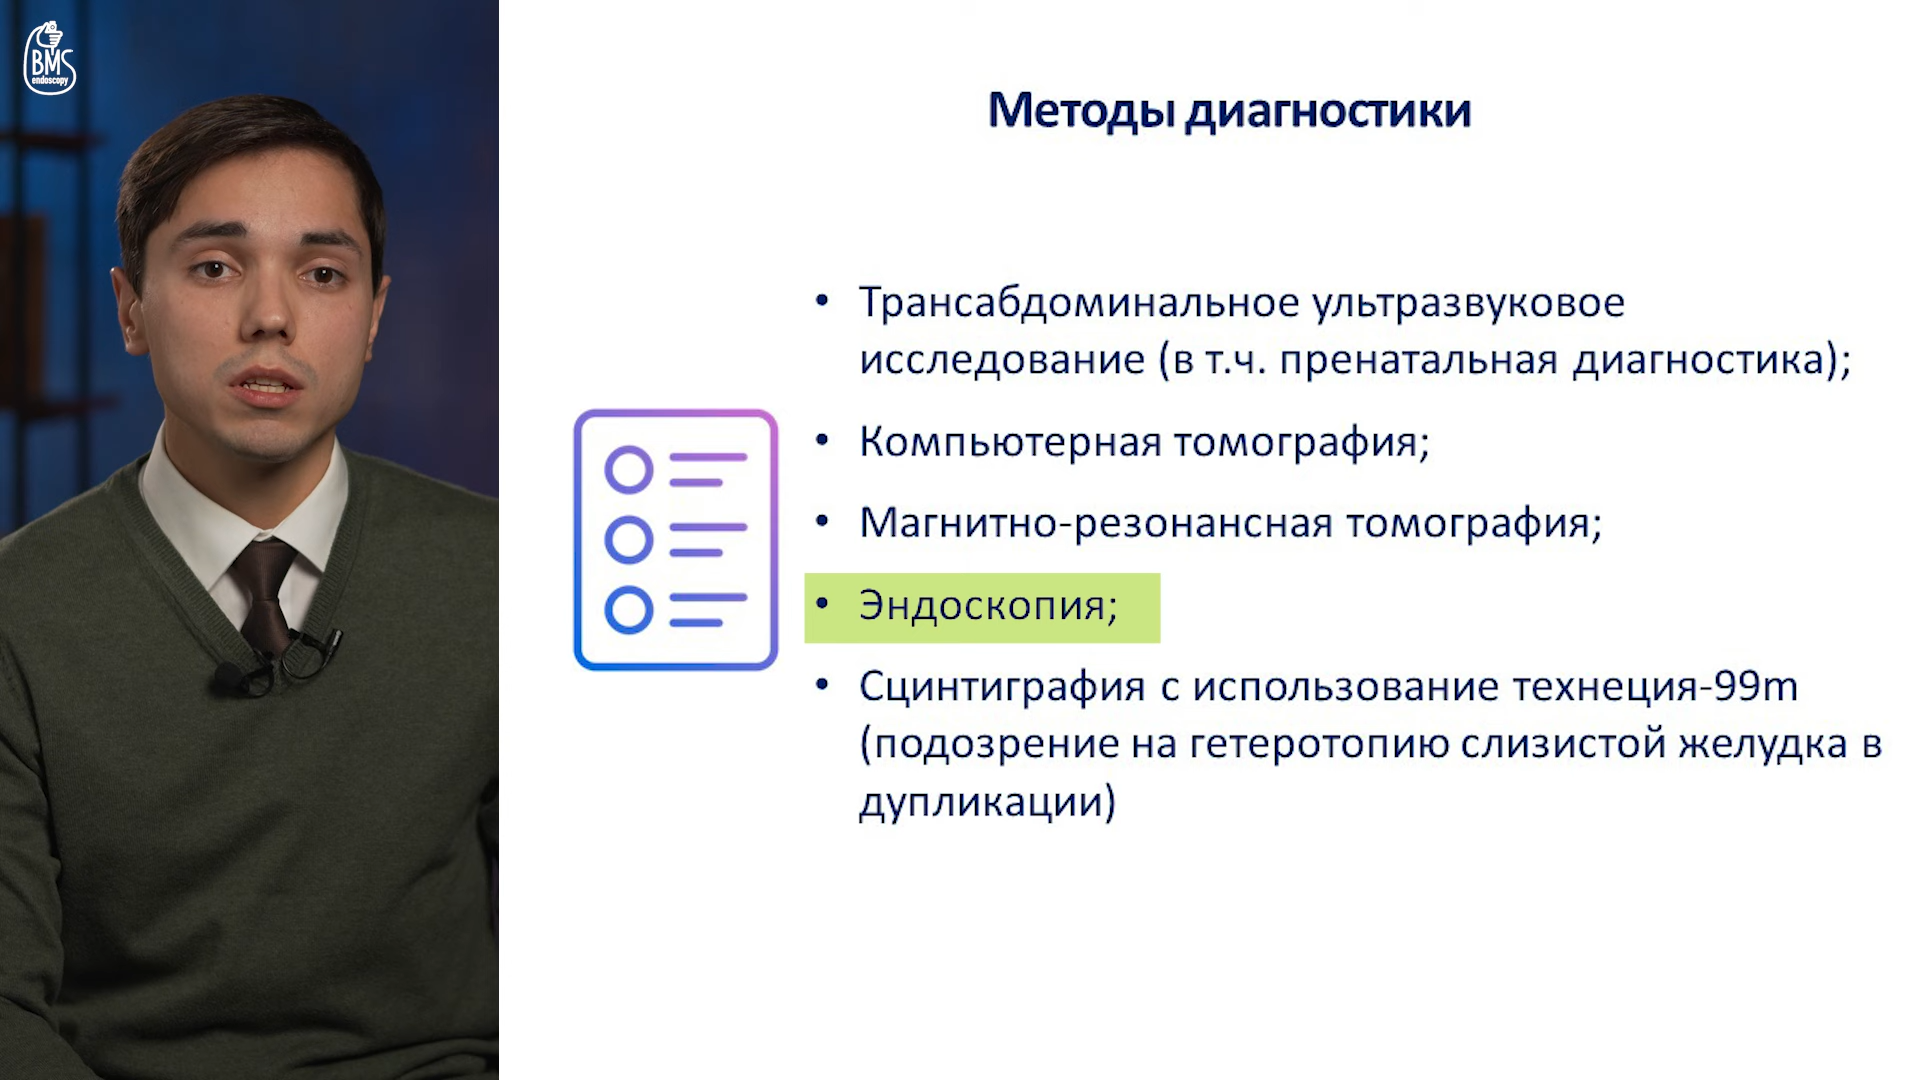 BMS
endoscopy
Методы диагностики
• Трансабдоминальное ультразвуковое
исследование (в т.ч. пренатальная диагностика);
• Компьютерная томография;
• Магнитно-резонансная томография;
• Эндоскопия;
• Сцинтиграфия с использование технеция-99m
(подозрение на гетеротопию слизистой желудка в
дупликации)